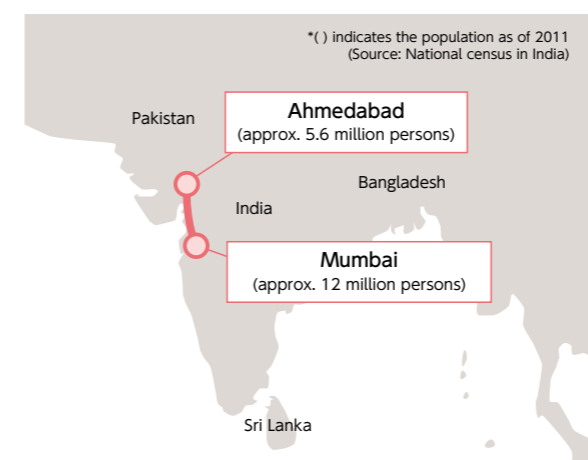 *( ) indicates the population as of 2011
(Source: National census in India)
Pakistan
Ahmedabad
(approx. 5.6 million persons)
Bangladesh
India
Mumbai
(approx. 12 million persons)
Sri Lanka